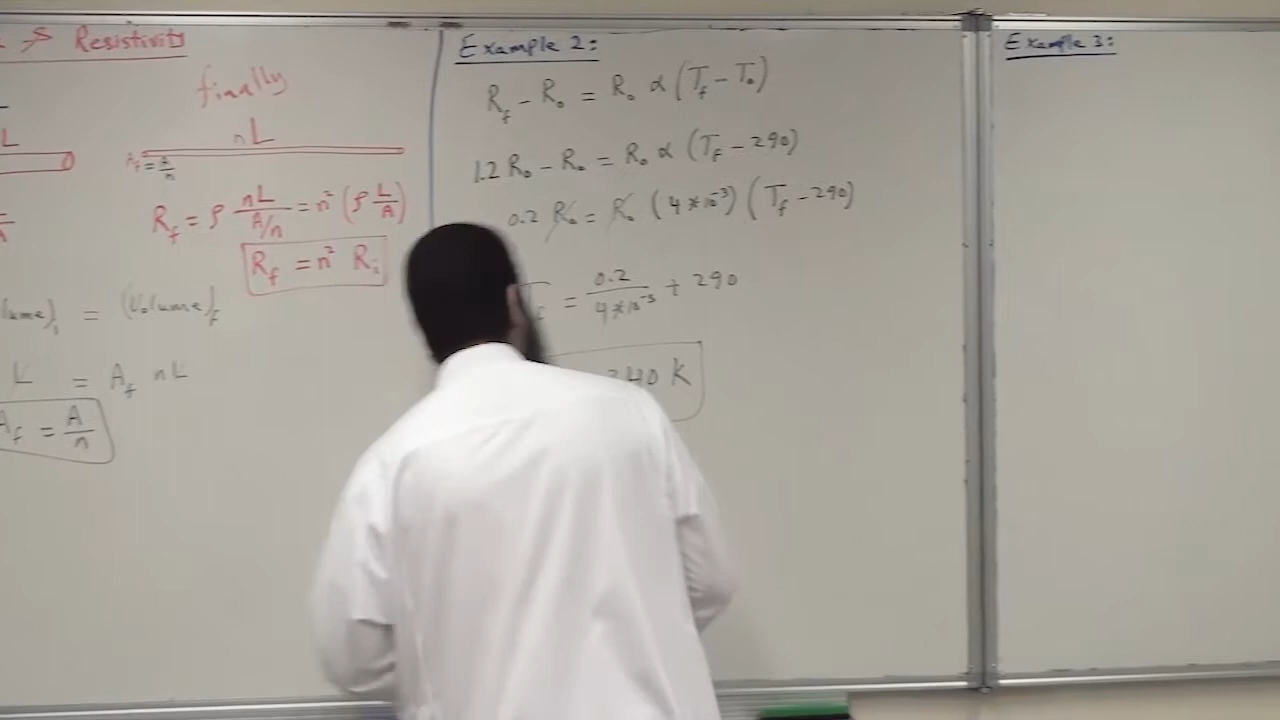 Resistivity
finally
L
nL
A_f = A/n
R_f = ρ nL/(A/n) = n² (ρ L/A)
R_f = n² R_i
lume)_i = (Volume)_f
L = A_f nL
A_f = A/n
Example 2:
R_f - R_o = R_o α (T_f - T_o)
1.2 R_o - R_o = R_o α (T_f - 290)
0.2 R_o = R_o (4*10⁻³) (T_f - 290)
= 0.2/(4*10⁻³) + 290
340 K
Example 3: